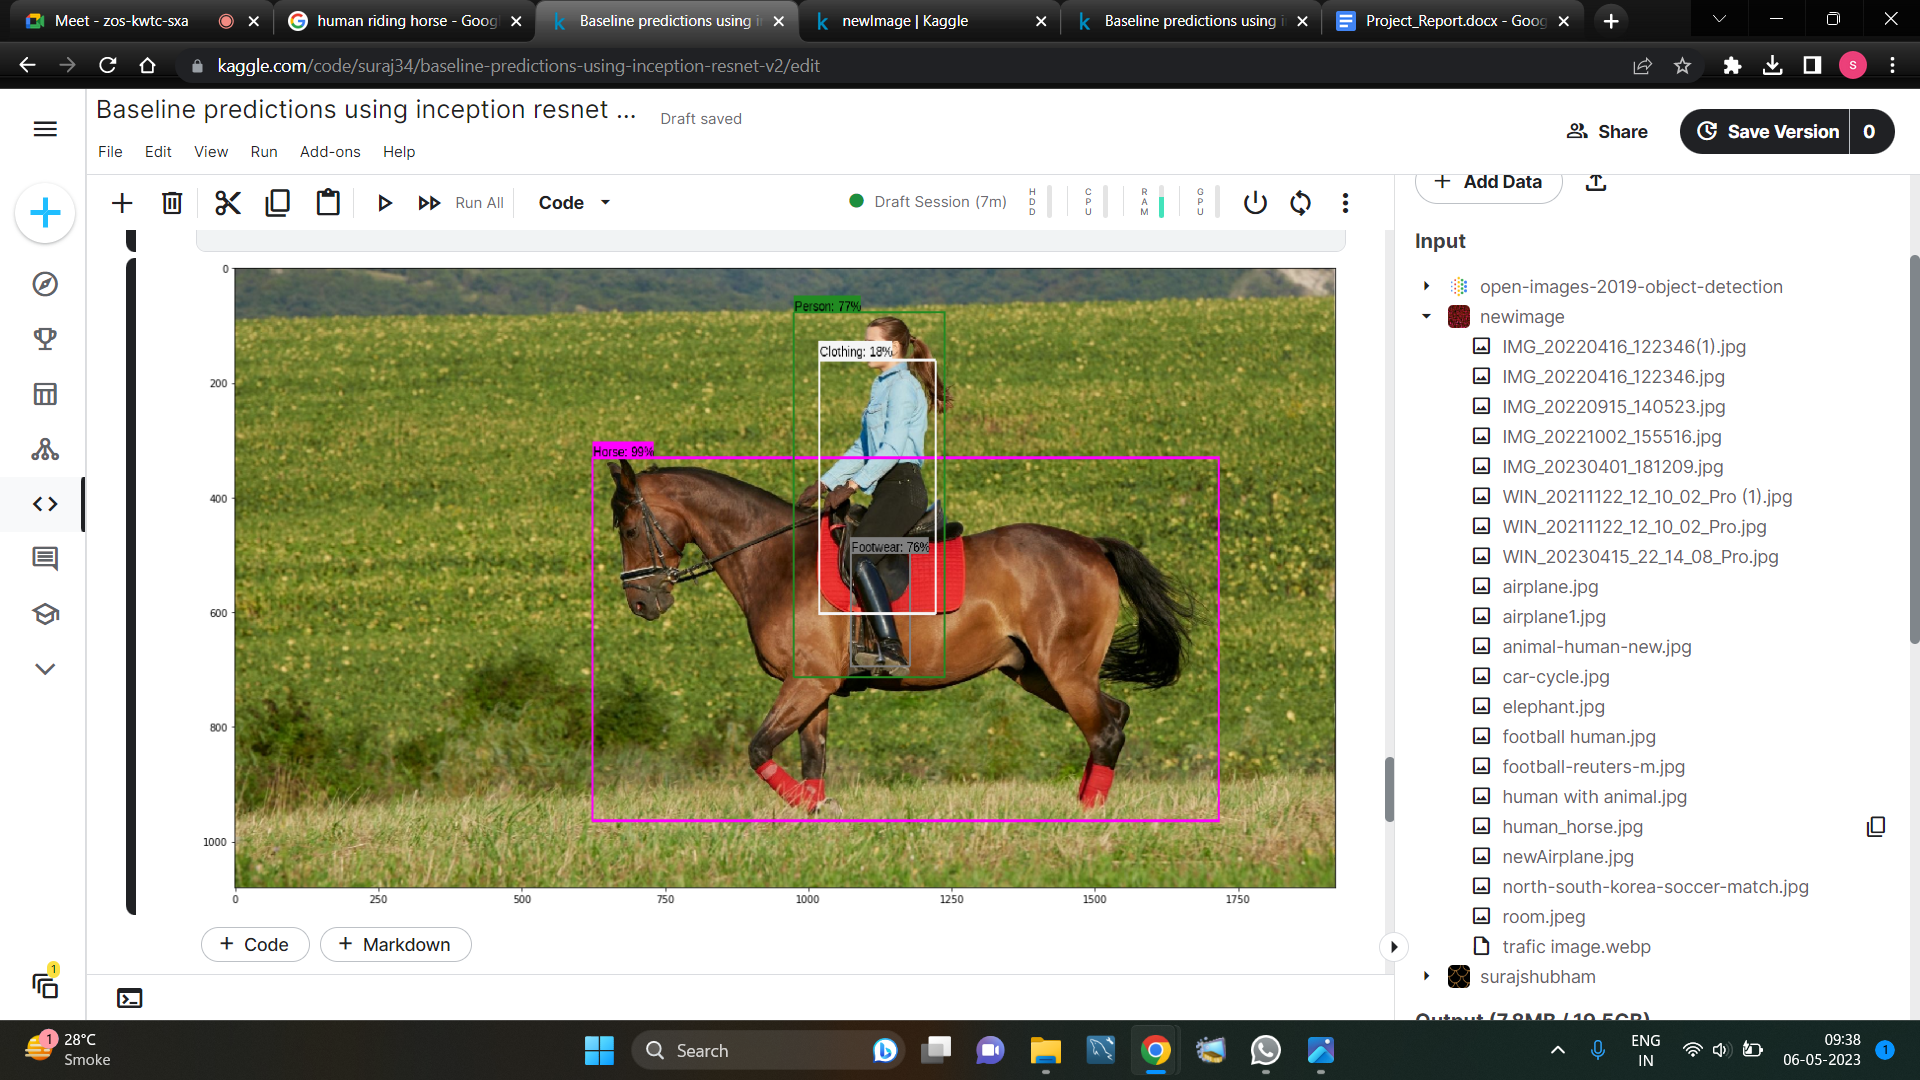 Meet - zos-kwtc-sxa
human riding horse - Goog
Baseline predictions using i
newImage | Kaggle
Baseline predictions using i
Project_Report.docx - Goog
kaggle.com/code/suraj34/baseline-predictions-using-inception-resnet-v2/edit
S
Baseline predictions using inception resnet ...
Draft saved
Share
Save Version
0
File
Edit
View
Run
Add-ons
Help
Run All
Code
Draft Session (7m)
HDD
CPU
RAM
GPU
Add Data
Input
open-images-2019-object-detection
newimage
IMG_20220416_122346(1).jpg
IMG_20220416_122346.jpg
IMG_20220915_140523.jpg
IMG_20221002_155516.jpg
IMG_20230401_181209.jpg
WIN_20211122_12_10_02_Pro (1).jpg
WIN_20211122_12_10_02_Pro.jpg
WIN_20230415_22_14_08_Pro.jpg
airplane.jpg
airplane1.jpg
animal-human-new.jpg
car-cycle.jpg
elephant.jpg
football human.jpg
football-reuters-m.jpg
human with animal.jpg
human_horse.jpg
newAirplane.jpg
north-south-korea-soccer-match.jpg
room.jpeg
trafic image.webp
surajshubham
Output (7.8MB / 19.5GB)
Person: 77%
Clothing: 18%
Horse: 99%
Footwear: 76%
0
200
400
600
800
1000
0
250
500
750
1000
1250
1500
1750
+ Code
+ Markdown
1
1
28°C
Smoke
Search
ENG
IN
09:38
06-05-2023
1